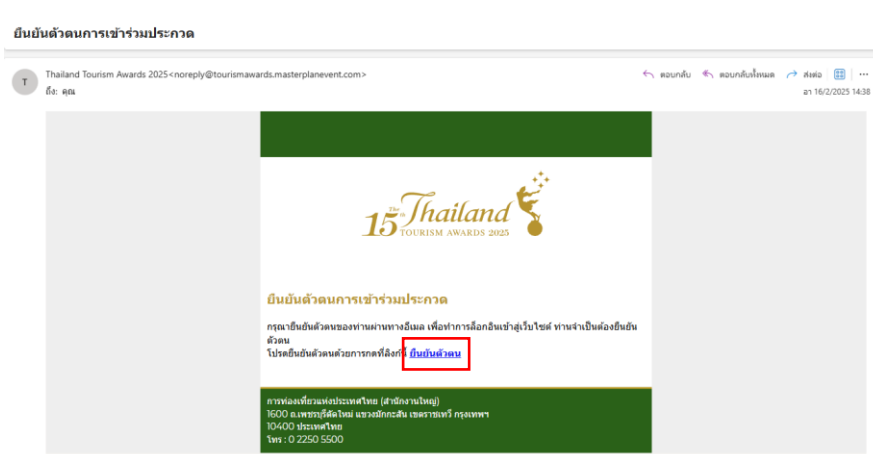 ยืนยันตัวตนการเข้าร่วมประกวด
T
Thailand Tourism Awards 2025<noreply@tourismawards.masterplanevent.com>
ตอบกลับ ตอบกลับทั้งหมด ส่งต่อ ...
ถึง: คุณ
อา 16/2/2025 14:38
The
15th Thailand
TOURISM AWARDS 2025
ยืนยันตัวตนการเข้าร่วมประกวด
กรุณายืนยันตัวตนของท่านผ่านทางอีเมล เพื่อทำการล็อกอินเข้าสู่เว็บไซต์ ท่านจำเป็นต้องยืนยัน
ตัวตน
โปรดยืนยันตัวตนด้วยการกดที่ลิงก์นี้ ยืนยันตัวตน
การท่องเที่ยวแห่งประเทศไทย (สำนักงานใหญ่)
1600 ถ.เพชรบุรีตัดใหม่ แขวงมักกะสัน เขตราชเทวี กรุงเทพฯ
10400 ประเทศไทย
โทร : 0 2250 5500